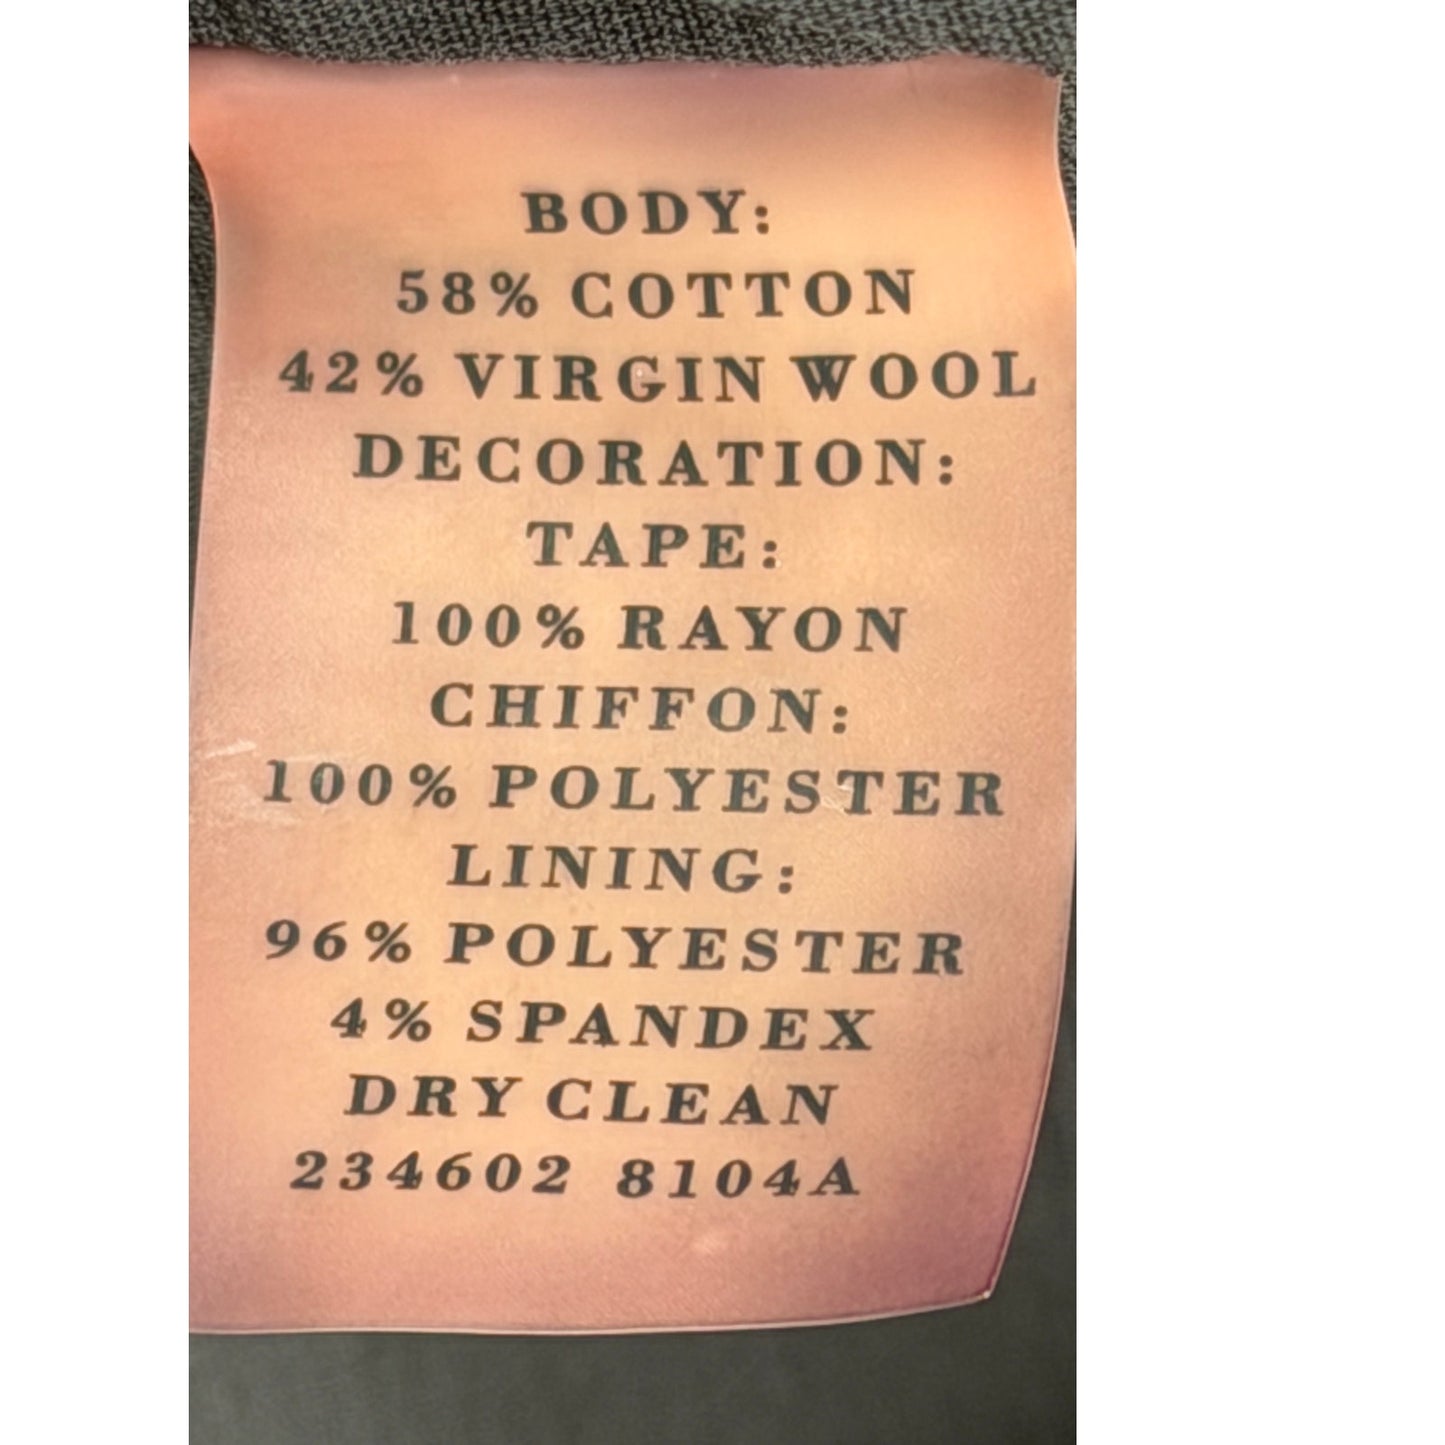 BODY:
58% COTTON
42% VIRGIN WOOL
DECORATION:
TAPE:
100% RAYON
CHIFFON:
100% POLYESTER
LINING:
96% POLYESTER
4% SPANDEX
DRY CLEAN
234602 8104A